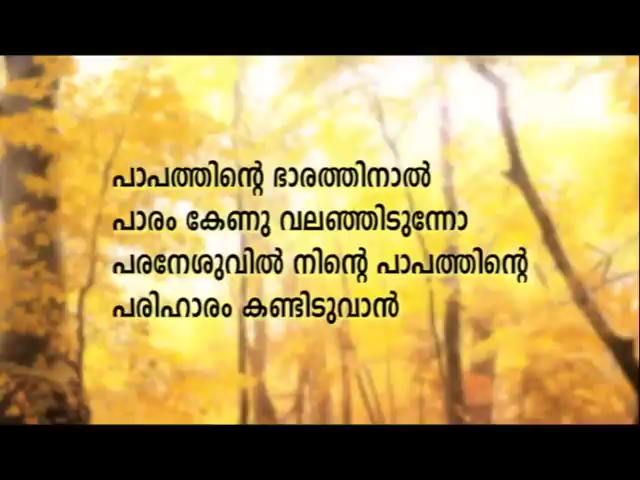 പാപത്തിന്റെ ഭാരത്തിനാൽ
പാരം കേണു വലഞ്ഞിടുന്നോ
പരനേശുവിൽ നിന്റെ പാപത്തിന്റെ
പരിഹാരം കണ്ടിടുവാൻ